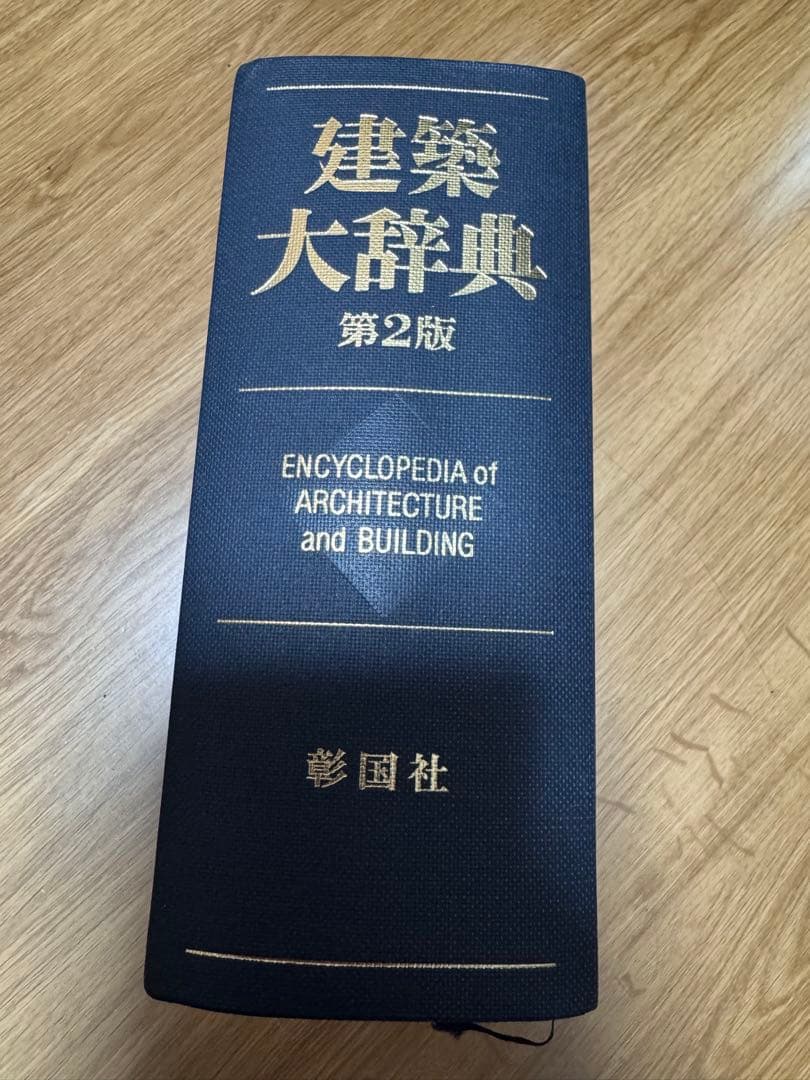 建築
大辞典
第2版
ENCYCLOPEDIA of
ARCHITECTURE
and BUILDING
彰国社